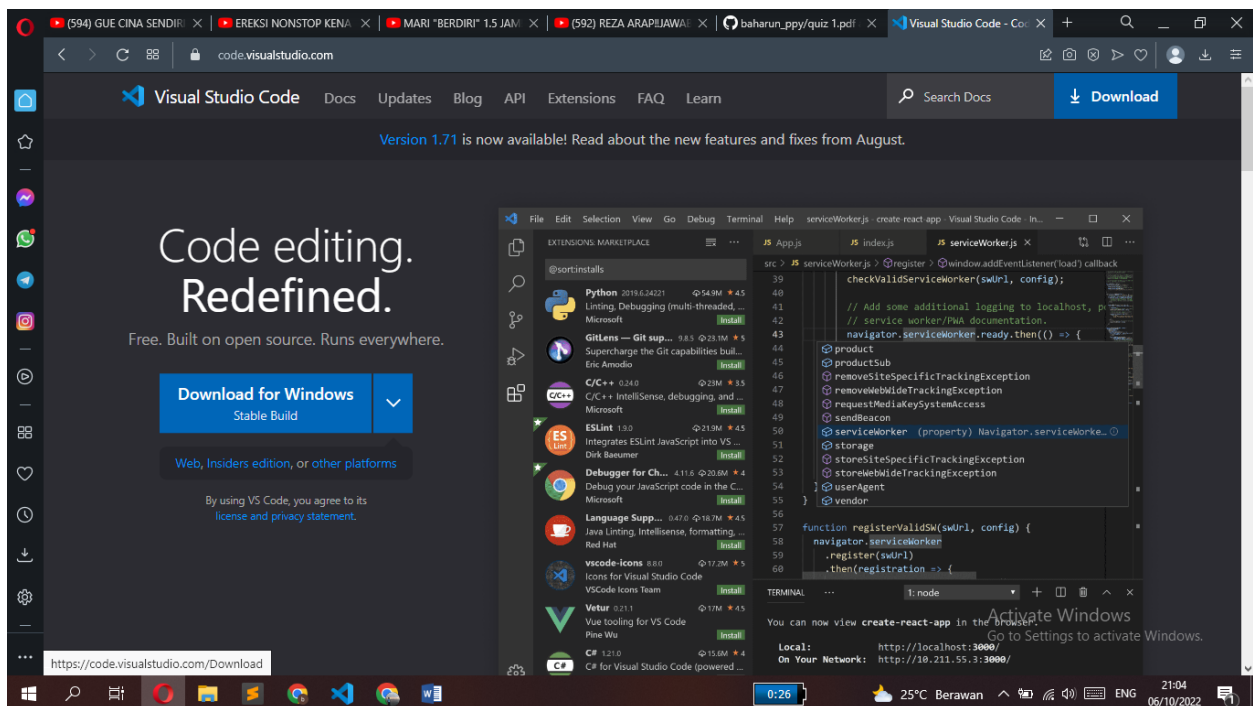 (594) GUE CINA SENDIRI
EREKSI NONSTOP KENA
MARI "BERDIRI" 1.5 JAM
(592) REZA ARAP‼JAWAB
baharun_ppy/quiz 1.pdf
Visual Studio Code - Cod
code.visualstudio.com
Visual Studio Code Docs Updates Blog API Extensions FAQ Learn
Search Docs
Download
Version 1.71 is now available! Read about the new features and fixes from August.
Code editing.
Redefined.
Free. Built on open source. Runs everywhere.
Download for Windows
Stable Build
Web, Insiders edition, or other platforms
By using VS Code, you agree to its
license and privacy statement.
File Edit Selection View Go Debug Terminal Help serviceWorker.js - create-react-app - Visual Studio Code - In...
EXTENSIONS: MARKETPLACE
@sort:installs
Python 2019.6.24221 54.9M ★ 4.5
Linting, Debugging (multi-threaded, ...
Microsoft Install
GitLens — Git sup... 9.8.5 23.1M ★ 5
Supercharge the Git capabilities buil...
Eric Amodio Install
C/C++ 0.24.0 23M ★ 3.5
C/C++ IntelliSense, debugging, and ...
Microsoft Install
ESLint 1.9.0 21.9M ★ 4.5
Integrates ESLint JavaScript into VS ...
Dirk Baeumer Install
Debugger for Ch... 4.11.6 20.6M ★ 4
Debug your JavaScript code in the C...
Microsoft Install
Language Supp... 0.47.0 18.7M ★ 4.5
Java Linting, Intellisense, formatting, ...
Red Hat Install
vscode-icons 8.8.0 17.2M ★ 5
Icons for Visual Studio Code
VSCode Icons Team Install
Vetur 0.21.1 17M ★ 4.5
Vue tooling for VS Code
Pine Wu Install
C# 1.21.0 15.6M ★ 4
C# for Visual Studio Code (powered ...
JS App.js JS index.js JS serviceWorker.js
src > JS serviceWorker.js > register > window.addEventListener('load') callback
39 checkValidServiceWorker(swUrl, config);
40
41 // Add some additional logging to localhost, p
42 // service worker/PWA documentation.
43 navigator.serviceWorker.ready.then(() => {
44 product
45 productSub
46 removeSiteSpecificTrackingException
47 removeWebWideTrackingException
48 requestMediaKeySystemAccess
49 sendBeacon
50 serviceWorker (property) Navigator.serviceWorke...
51 storage
52 storeSiteSpecificTrackingException
53 storeWebWideTrackingException
54 } userAgent
55 } vendor
56
57 function registerValidSW(swUrl, config) {
58 navigator.serviceWorker
59 .register(swUrl)
60 .then(registration => {
TERMINAL ... 1: node
You can now view create-react-app in the browser.
Local: http://localhost:3000/
On Your Network: http://10.211.55.3:3000/
Activate Windows
Go to Settings to activate Windows.
https://code.visualstudio.com/Download
0:26
25°C Berawan
ENG
21:04
06/10/2022
1